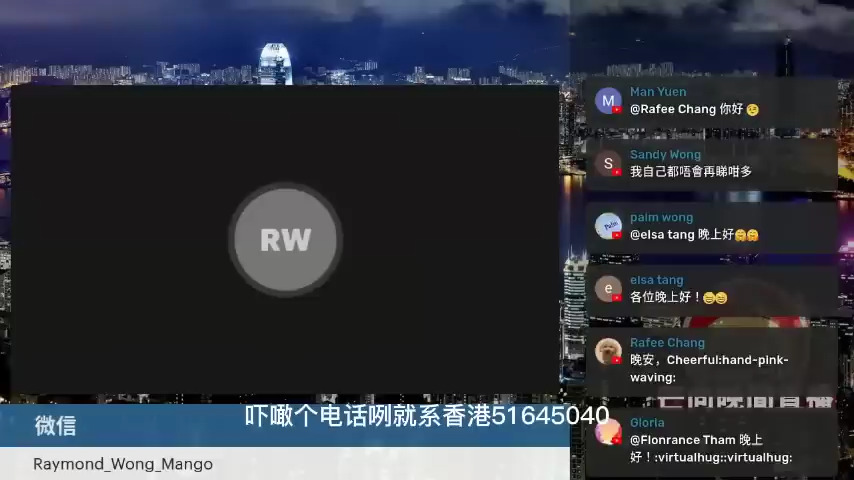 RW
微信
吓噉个电话咧就系香港51645040
Raymond_Wong_Mango
M
Man Yuen
@Rafee Chang 你好 😉
S
Sandy Wong
我自己都唔會再睇咁多
palm wong
@elsa tang 晚上好🤗🤗
e
elsa tang
各位晚上好！😄😄
Rafee Chang
晚安，Cheerful:hand-pink-
waving:
Gloria
@Flonrance Tham 晚上
好！:virtualhug::virtualhug: